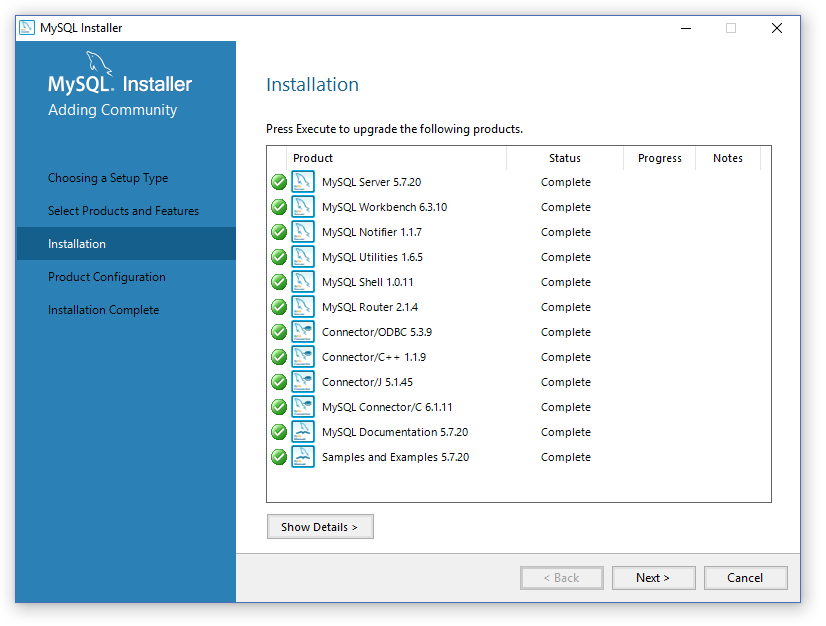 MySQL Installer
MySQL. Installer
Adding Community
Choosing a Setup Type
Select Products and Features
Installation
Product Configuration
Installation Complete
Installation
Press Execute to upgrade the following products.
Product Status Progress Notes
MySQL Server 5.7.20 Complete
MySQL Workbench 6.3.10 Complete
MySQL Notifier 1.1.7 Complete
MySQL Utilities 1.6.5 Complete
MySQL Shell 1.0.11 Complete
MySQL Router 2.1.4 Complete
Connector/ODBC 5.3.9 Complete
Connector/C++ 1.1.9 Complete
Connector/J 5.1.45 Complete
MySQL Connector/C 6.1.11 Complete
MySQL Documentation 5.7.20 Complete
Samples and Examples 5.7.20 Complete
Show Details >
< Back Next > Cancel